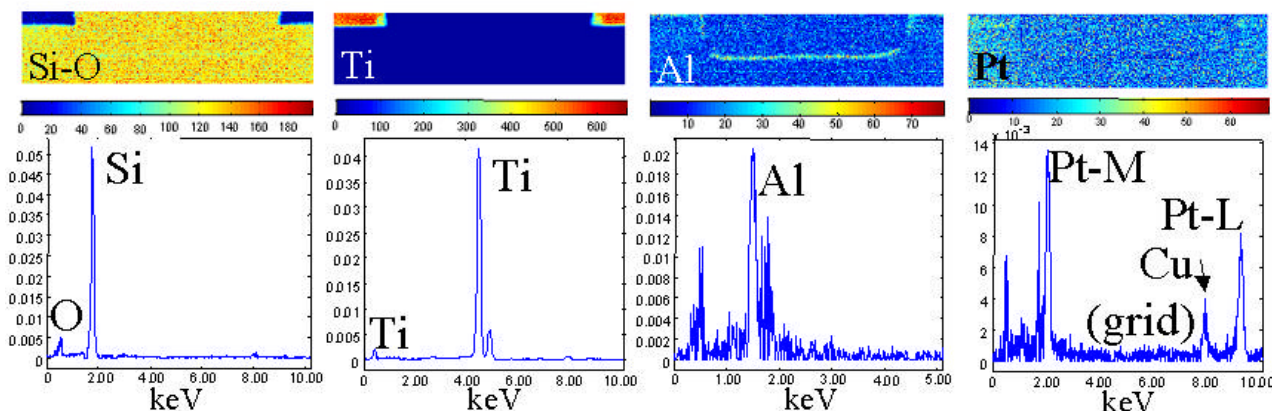 Si-O
Ti
Al
Pt
0 20 40 60 80 100 120 140 160 180
0 100 200 300 400 500 600
10 20 30 40 50 60 70
0 10 20 30 40 50 60
x 10⁻³
Si
O
0.05
0.045
0.04
0.035
0.03
0.025
0.02
0.015
0.01
0.005
0
0 2.00 4.00 6.00 8.00 10.00
keV
Ti
Ti
0.04
0.035
0.03
0.025
0.02
0.015
0.01
0.005
0
0 2.00 4.00 6.00 8.00 10.00
keV
Al
0.02
0.018
0.016
0.014
0.012
0.010
0.008
0.006
0.004
0.002
0
0 1.00 2.00 3.00 4.00 5.00
keV
Pt-M
Pt-L
Cu
(grid)
14
12
10
8
6
4
2
0
0 2.00 4.00 6.00 8.00 10.00
keV